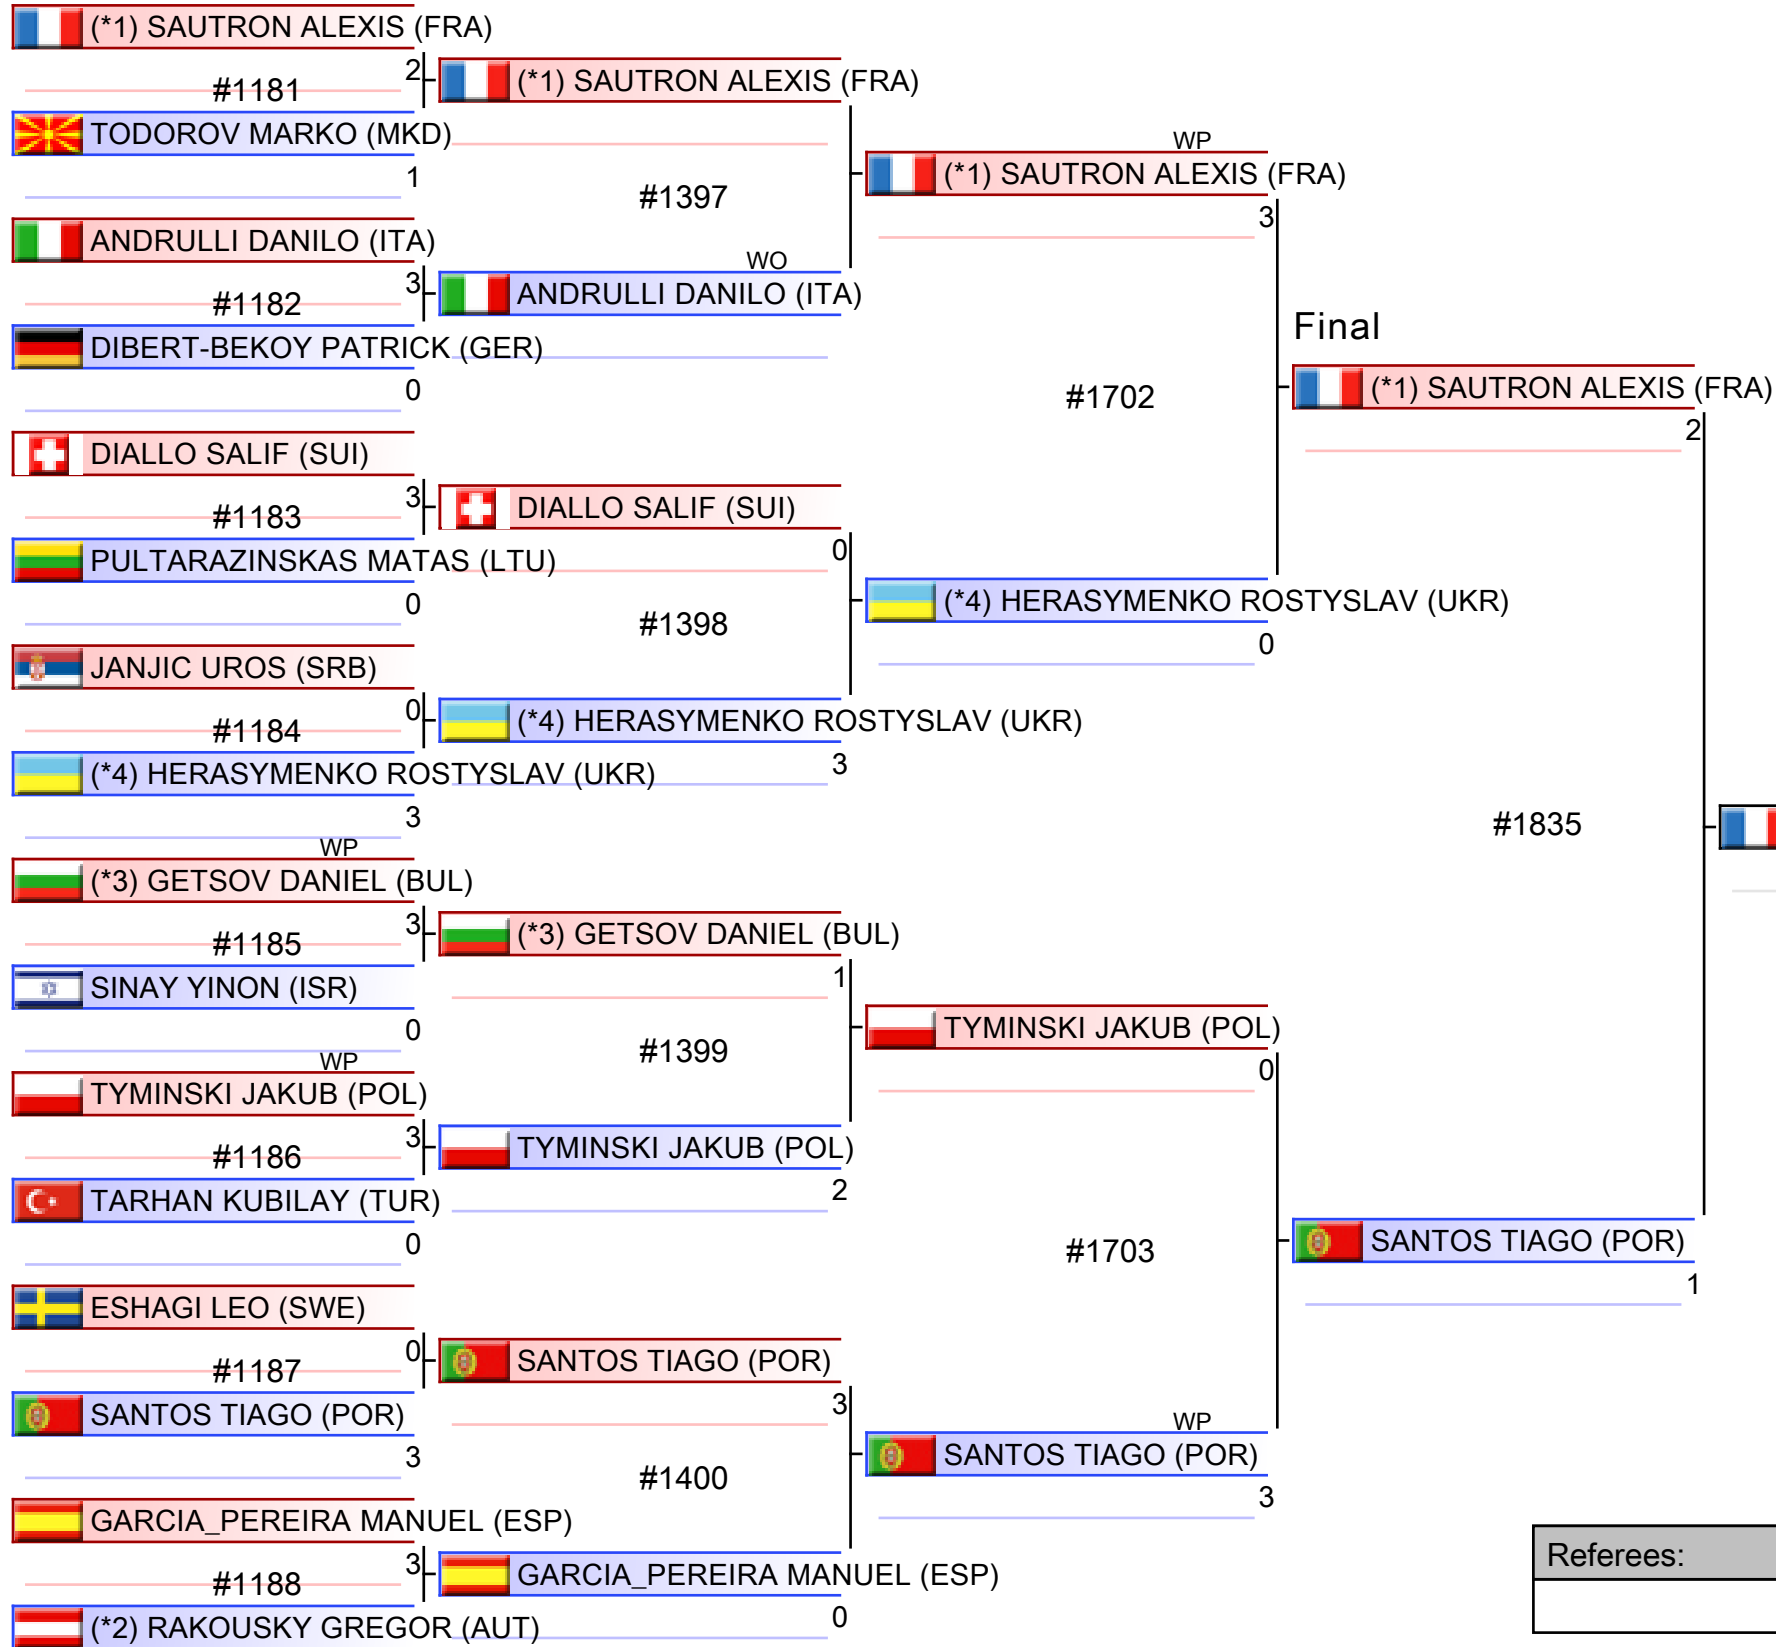 (*1) SAUTRON ALEXIS (FRA)
2
#1181
TODOROV MARKO (MKD)
1
ANDRULLI DANILO (ITA)
3
#1182
DIBERT-BEKOY PATRICK (GER)
0
DIALLO SALIF (SUI)
3
#1183
PULTARAZINSKAS MATAS (LTU)
0
JANJIC UROS (SRB)
0
#1184
(*4) HERASYMENKO ROSTYSLAV (UKR)
3
WP
(*3) GETSOV DANIEL (BUL)
3
#1185
SINAY YINON (ISR)
0
WP
TYMINSKI JAKUB (POL)
3
#1186
TARHAN KUBILAY (TUR)
0
ESHAGI LEO (SWE)
0
#1187
SANTOS TIAGO (POR)
3
GARCIA_PEREIRA MANUEL (ESP)
3
#1188
(*2) RAKOUSKY GREGOR (AUT)
(*1) SAUTRON ALEXIS (FRA)
#1397
WO
ANDRULLI DANILO (ITA)
DIALLO SALIF (SUI)
0
#1398
(*4) HERASYMENKO ROSTYSLAV (UKR)
3
(*3) GETSOV DANIEL (BUL)
1
#1399
TYMINSKI JAKUB (POL)
2
SANTOS TIAGO (POR)
3
#1400
GARCIA_PEREIRA MANUEL (ESP)
0
WP
(*1) SAUTRON ALEXIS (FRA)
3
#1702
(*4) HERASYMENKO ROSTYSLAV (UKR)
0
TYMINSKI JAKUB (POL)
0
#1703
WP
SANTOS TIAGO (POR)
3
Final
(*1) SAUTRON ALEXIS (FRA)
2
#1835
SANTOS TIAGO (POR)
1
Referees: